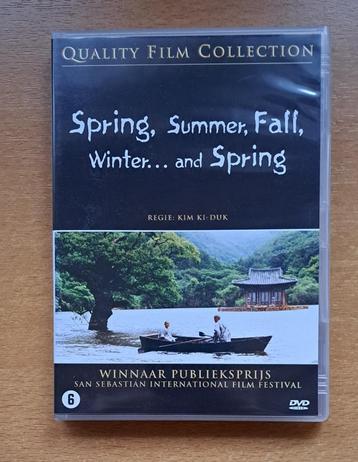 QUALITY FILM COLLECTION
Spring, Summer, Fall,
Winter... and Spring
REGIE: KIM KI-DUK
WINNAAR PUBLIEKSPRIJS
SAN SEBASTIÁN INTERNATIONAL FILM FESTIVAL
6
DVD